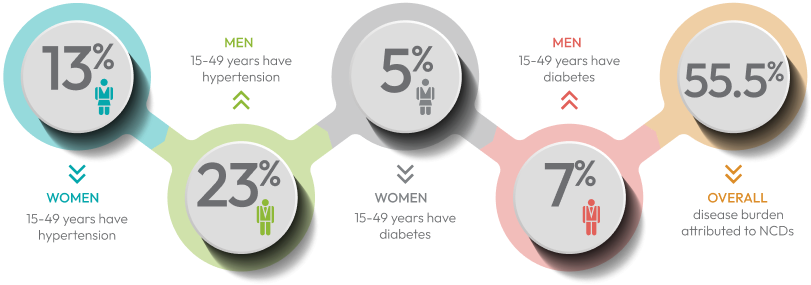 13%
WOMEN
15-49 years have
hypertension
MEN
15-49 years have
hypertension
23%
5%
WOMEN
15-49 years have
diabetes
MEN
15-49 years have
diabetes
7%
55.5%
OVERALL
disease burden
attributed to NCDs